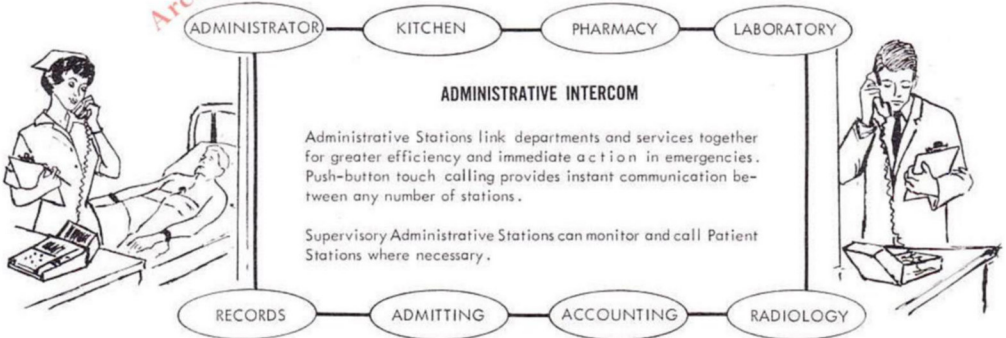 ADMINISTRATOR KITCHEN PHARMACY LABORATORY
ADMINISTRATIVE INTERCOM
Administrative Stations link departments and services together
for greater efficiency and immediate action in emergencies.
Push-button touch calling provides instant communication be-
tween any number of stations.
Supervisory Administrative Stations can monitor and call Patient
Stations where necessary.
RECORDS ADMITTING ACCOUNTING RADIOLOGY